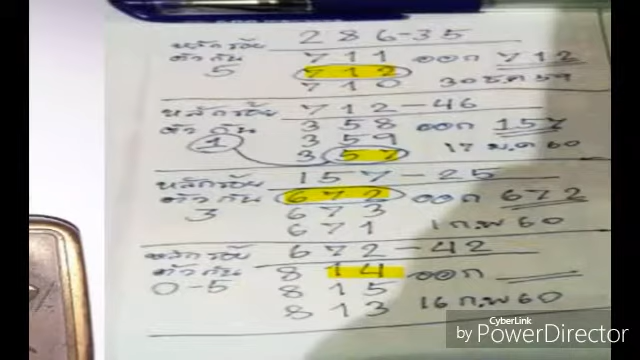 286-35
หลักร้อย 711 ออก 712
ตัวกัน 712
5 710 30 ธ.ค 59
หลักร้อย 712-46
ตัวกัน 358 ออก 157
1 359
357 17 ม.ค 60
หลักร้อย 157-25
ตัวกัน 672 ออก 672
3 673
671 1 ก.พ 60
หลักร้อย 672-42
ตัวกัน 814 ออก
0-5 815
813 16 ก.พ 60
CyberLink
by PowerDirector